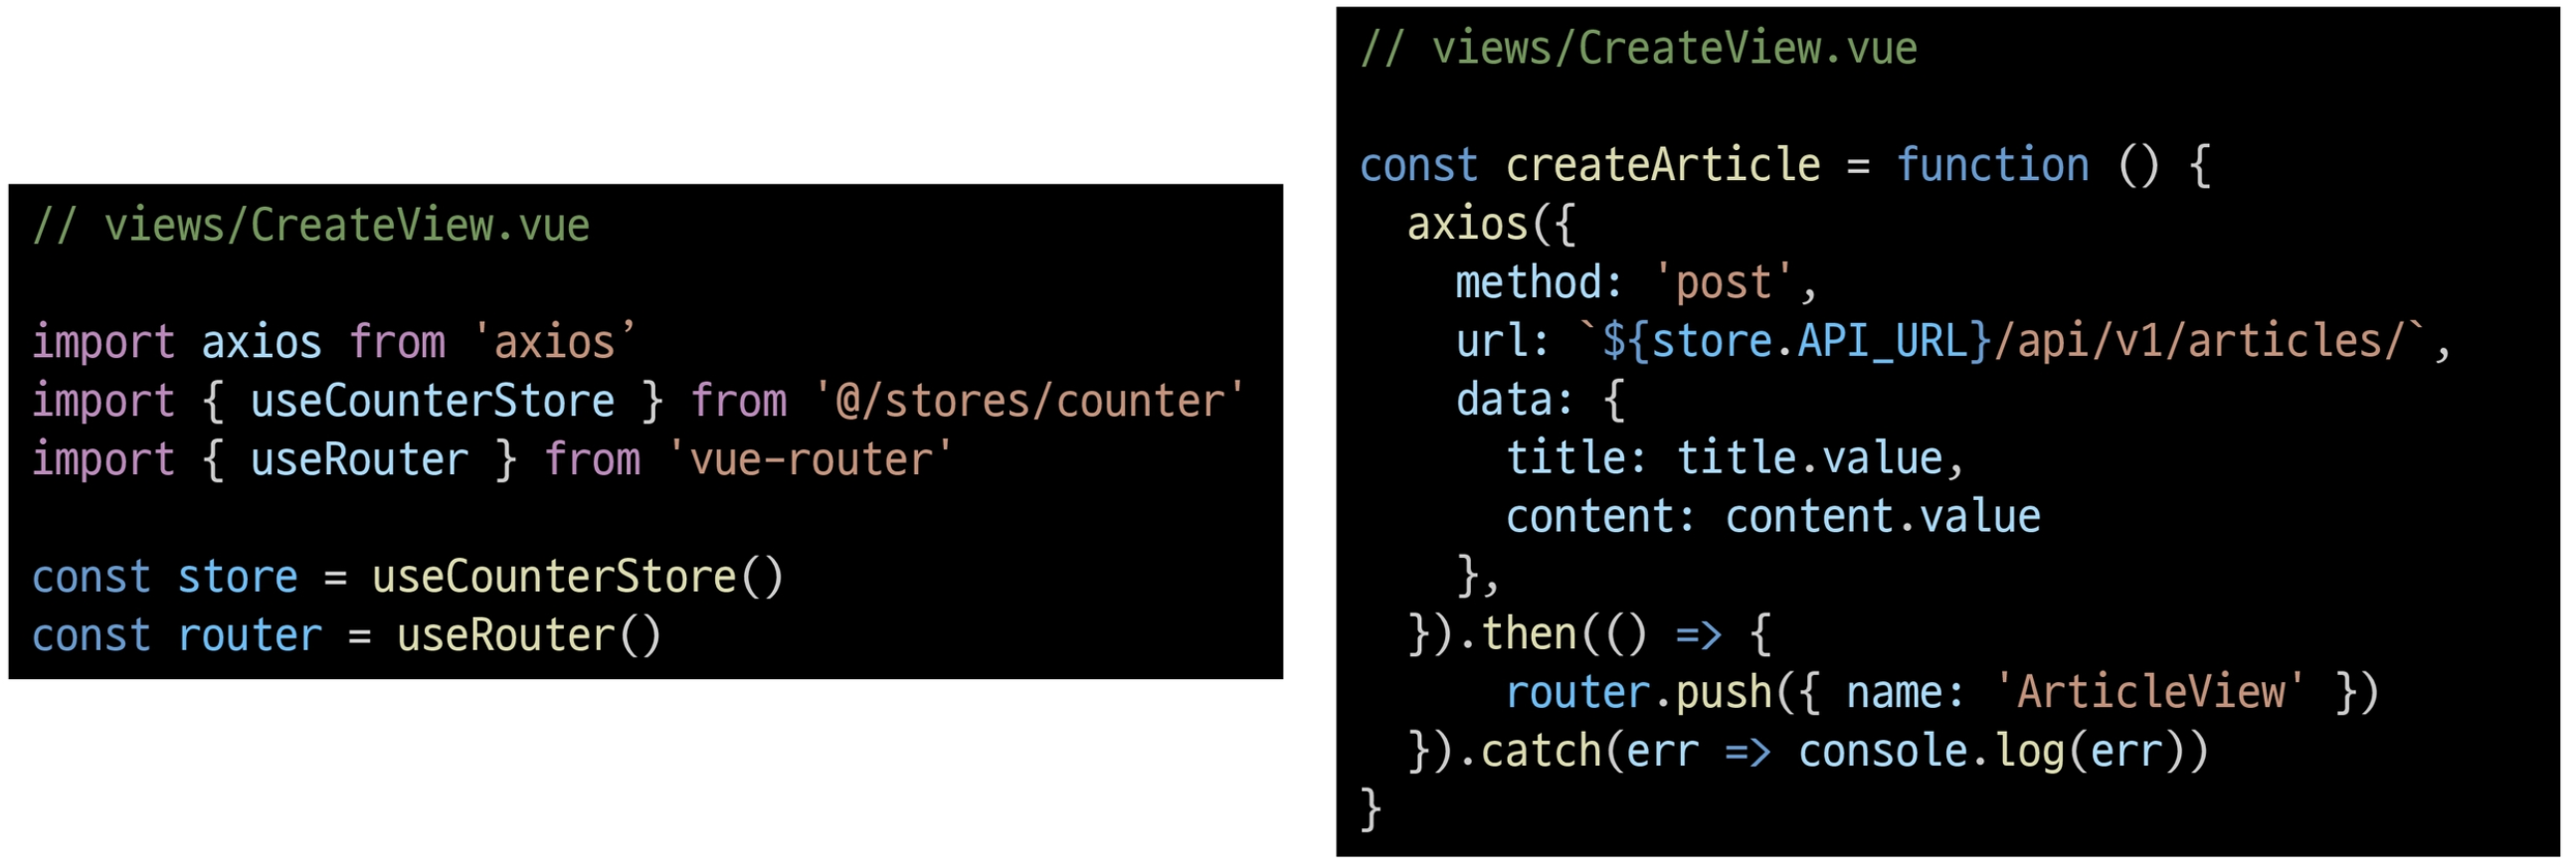 // views/CreateView.vue
import axios from 'axios’
import { useCounterStore } from '@/stores/counter'
import { useRouter } from 'vue-router'
const store = useCounterStore()
const router = useRouter()
// views/CreateView.vue
const createArticle = function () {
  axios({
    method: 'post',
    url: `${store.API_URL}/api/v1/articles/`,
    data: {
      title: title.value,
      content: content.value
    },
  }).then(() => {
      router.push({ name: 'ArticleView' })
  }).catch(err => console.log(err))
}